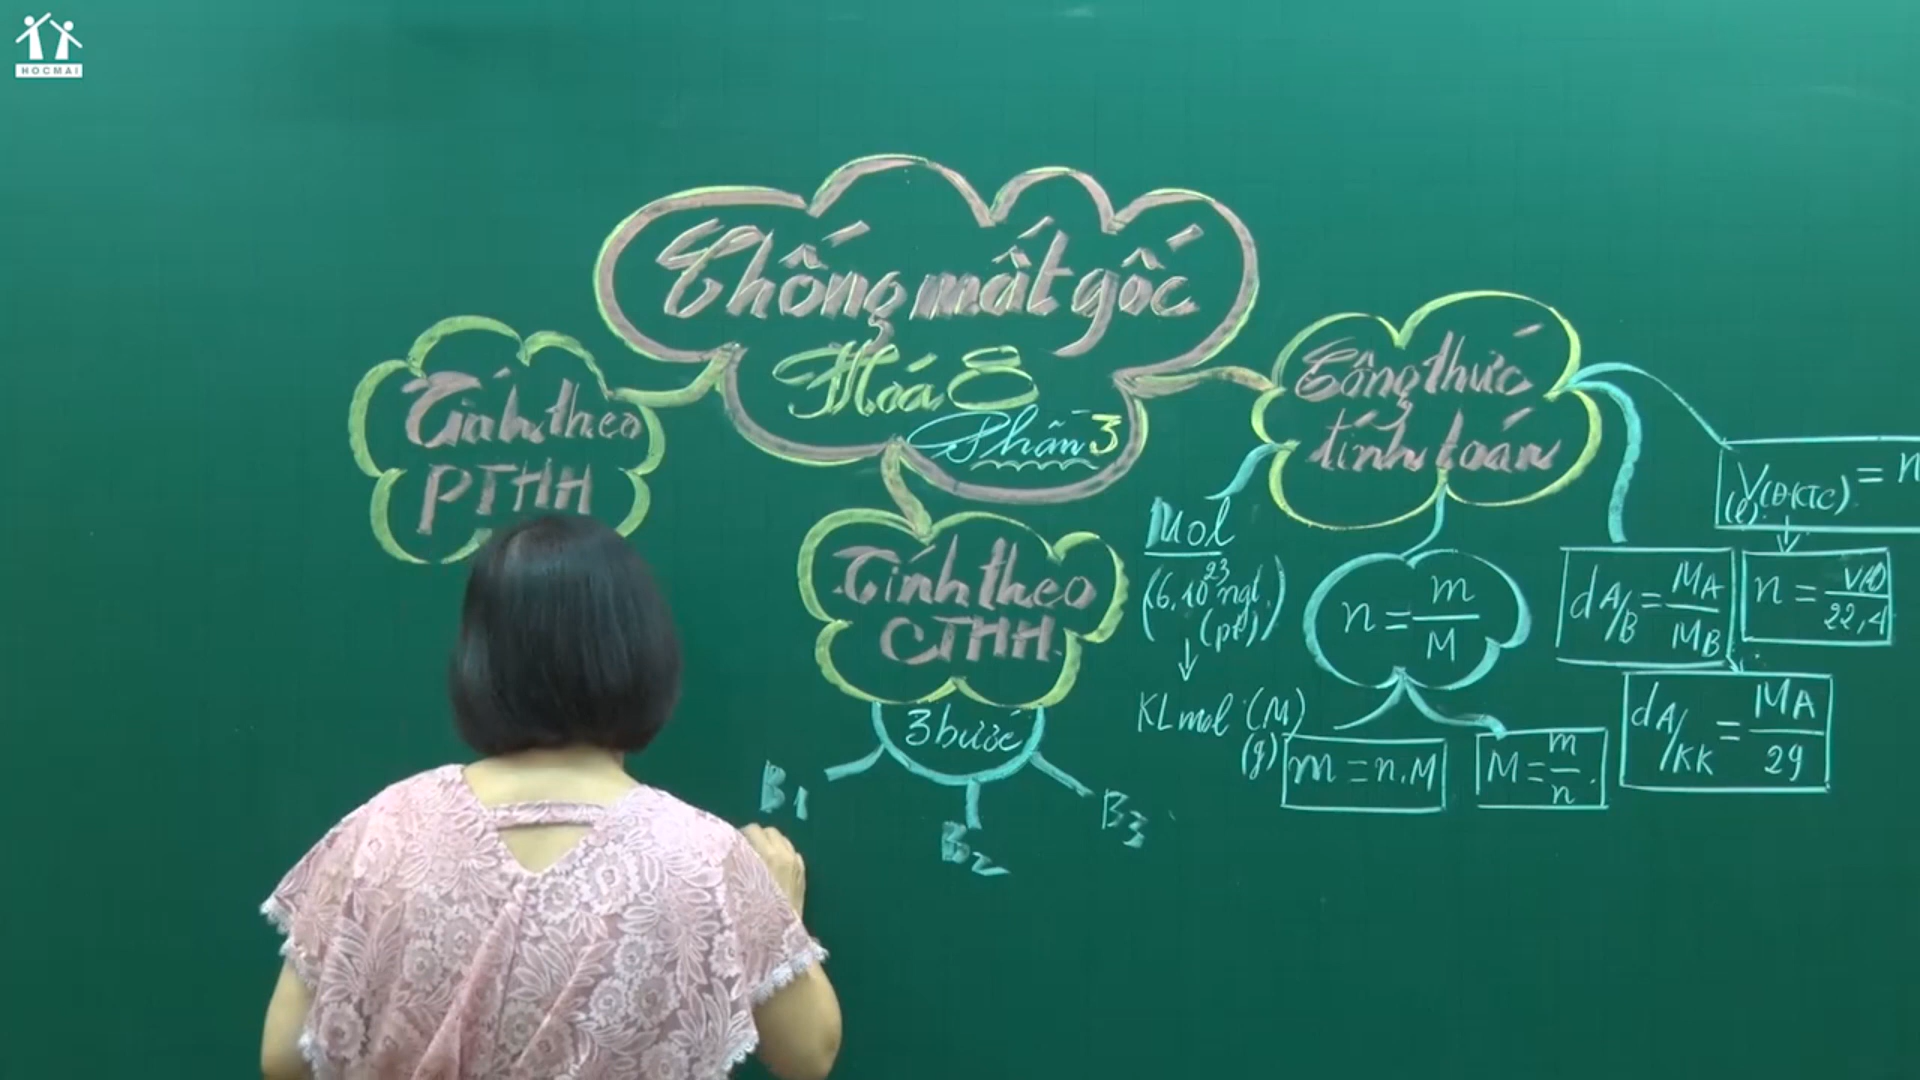 HOCMAI
Chống mất gốc
Hoá 8
Phần 3
Tính theo
PTHH
Tính theo
CTHH
3 bước
B1
B2
B3
Công thức
tính toán
Mol
(6.10²³ ngt
(pt))
↓
KL mol (M)
(g)
n = m/M
m = n.M
M = m/n.
dA/B = MA/MB
dA/KK = MA/29
V(ĐKTC) = n
(l)
n = V(l)/22,4